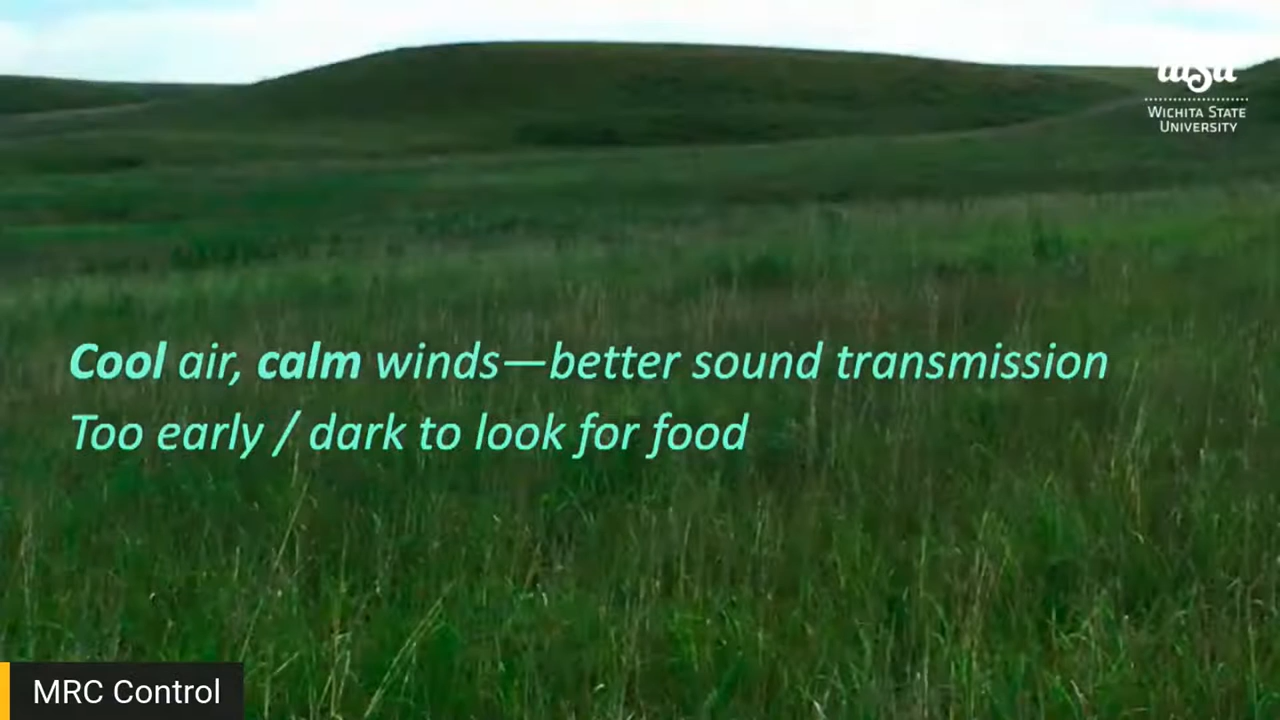 wsu
WICHITA STATE
UNIVERSITY
Cool air, calm winds—better sound transmission
Too early / dark to look for food
MRC Control